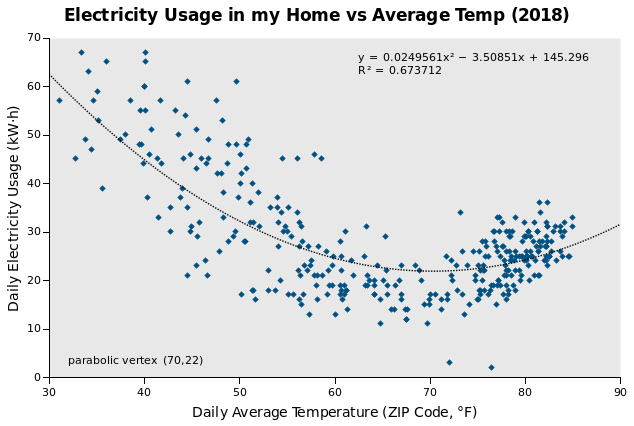 Electricity Usage in my Home vs Average Temp (2018)
y = 0.0249561x² − 3.50851x + 145.296
R² = 0.673712
Daily Electricity Usage (kW·h)
70
60
50
40
30
20
10
0
parabolic vertex (70,22)
30 40 50 60 70 80 90
Daily Average Temperature (ZIP Code, °F)